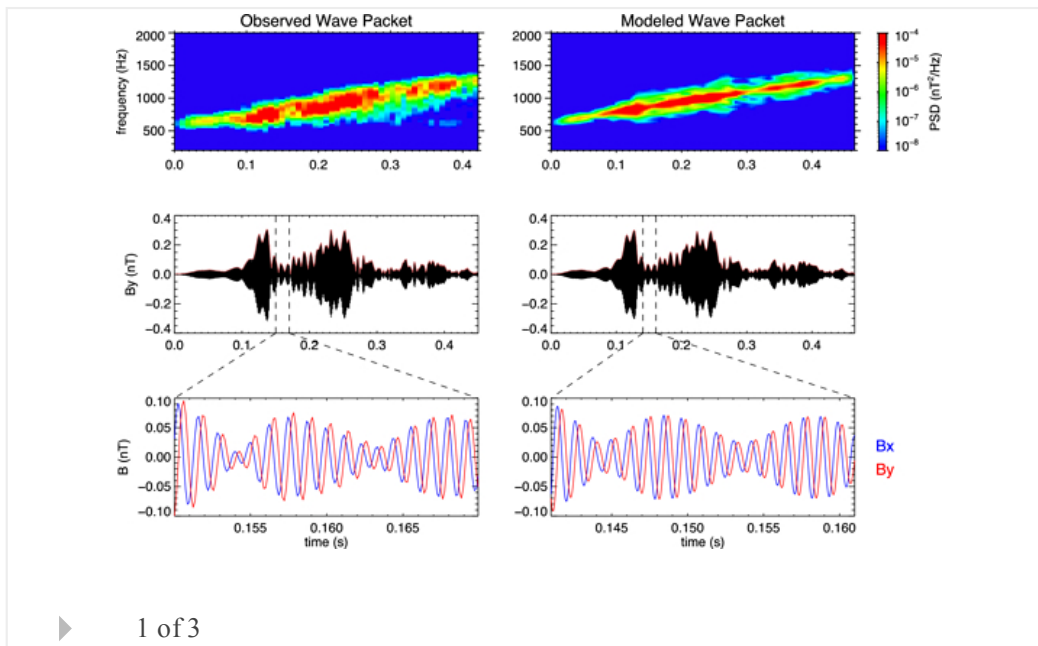 Observed Wave Packet
Modeled Wave Packet
frequency (Hz)
2000
1500
1000
500
0.0 0.1 0.2 0.3 0.4
2000
1500
1000
500
0.0 0.1 0.2 0.3 0.4
10⁻⁴
10⁻⁵
10⁻⁶
10⁻⁷
10⁻⁸
PSD (nT²/Hz)
By (nT)
0.4
0.2
0.0
−0.2
−0.4
0.0 0.1 0.2 0.3 0.4
0.4
0.2
0.0
−0.2
−0.4
0.0 0.1 0.2 0.3 0.4
B (nT)
0.10
0.05
0.00
−0.05
−0.10
0.155 0.160 0.165
time (s)
0.10
0.05
0.00
−0.05
−0.10
0.145 0.150 0.155 0.160
time (s)
Bx
By
1 of 3